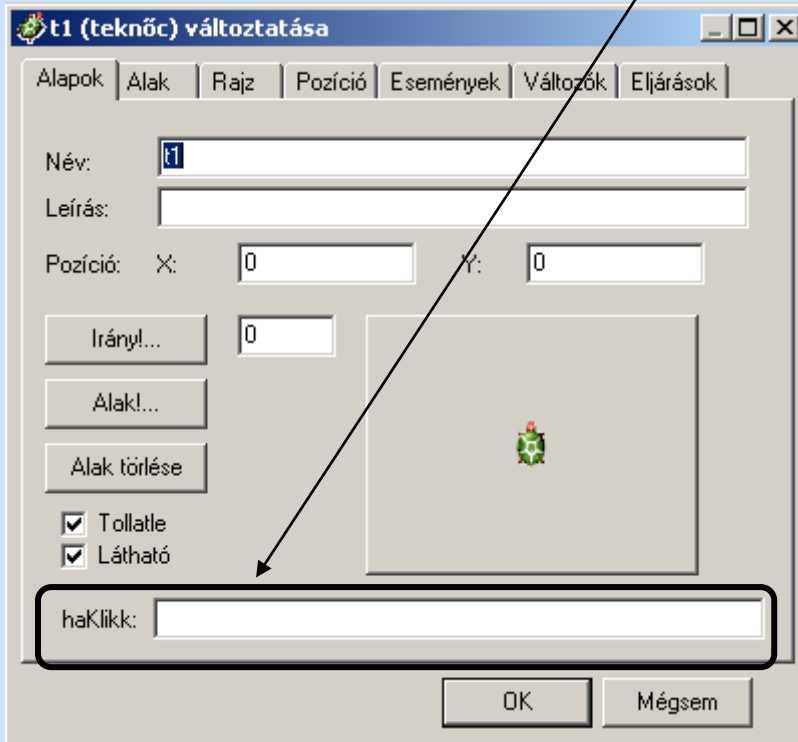 t1 (teknőc) változtatása
Alapok Alak Rajz Pozíció Események Változók Eljárások
Név: t1
Leírás:
Pozíció: X: 0 Y: 0
Irány!... 0
Alak!...
Alak törlése
Tollatle
Látható
haKlikk:
OK Mégsem